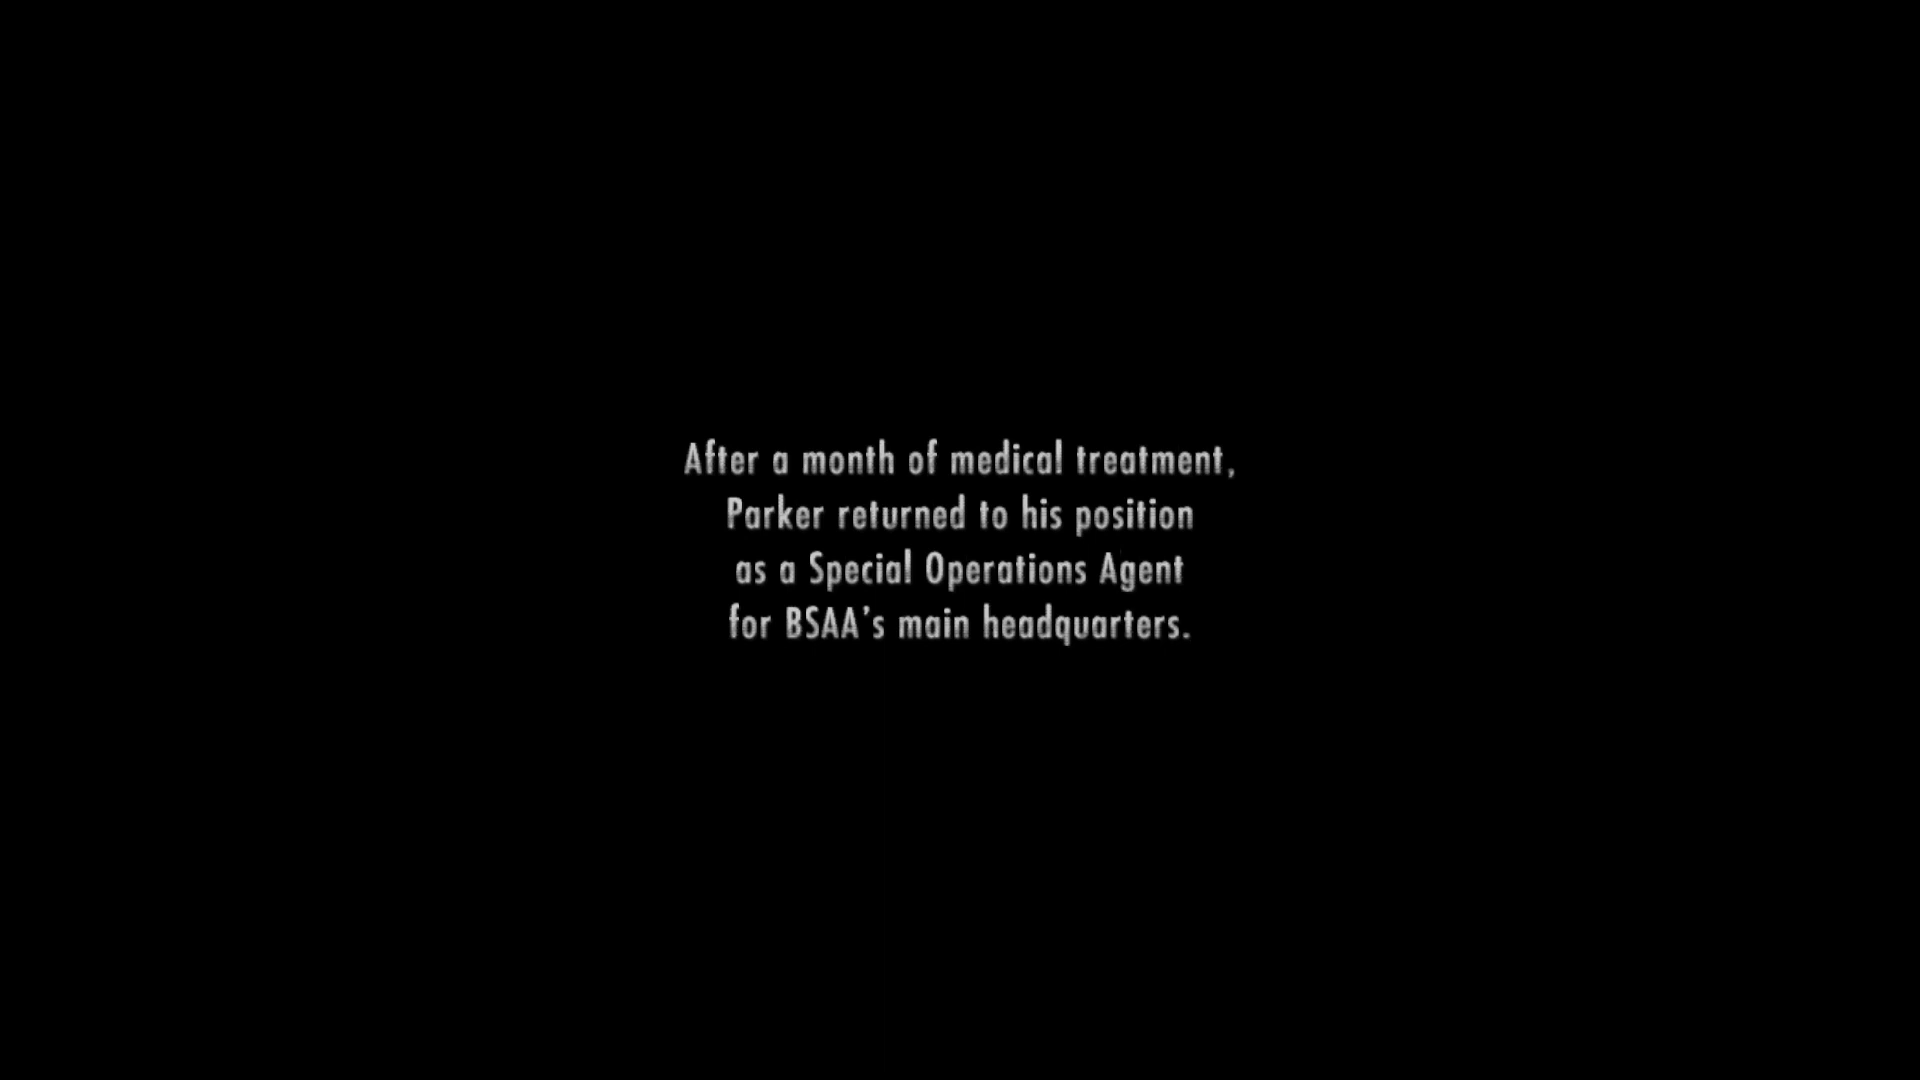 After a month of medical treatment,
Parker returned to his position
as a Special Operations Agent
for BSAA's main headquarters.